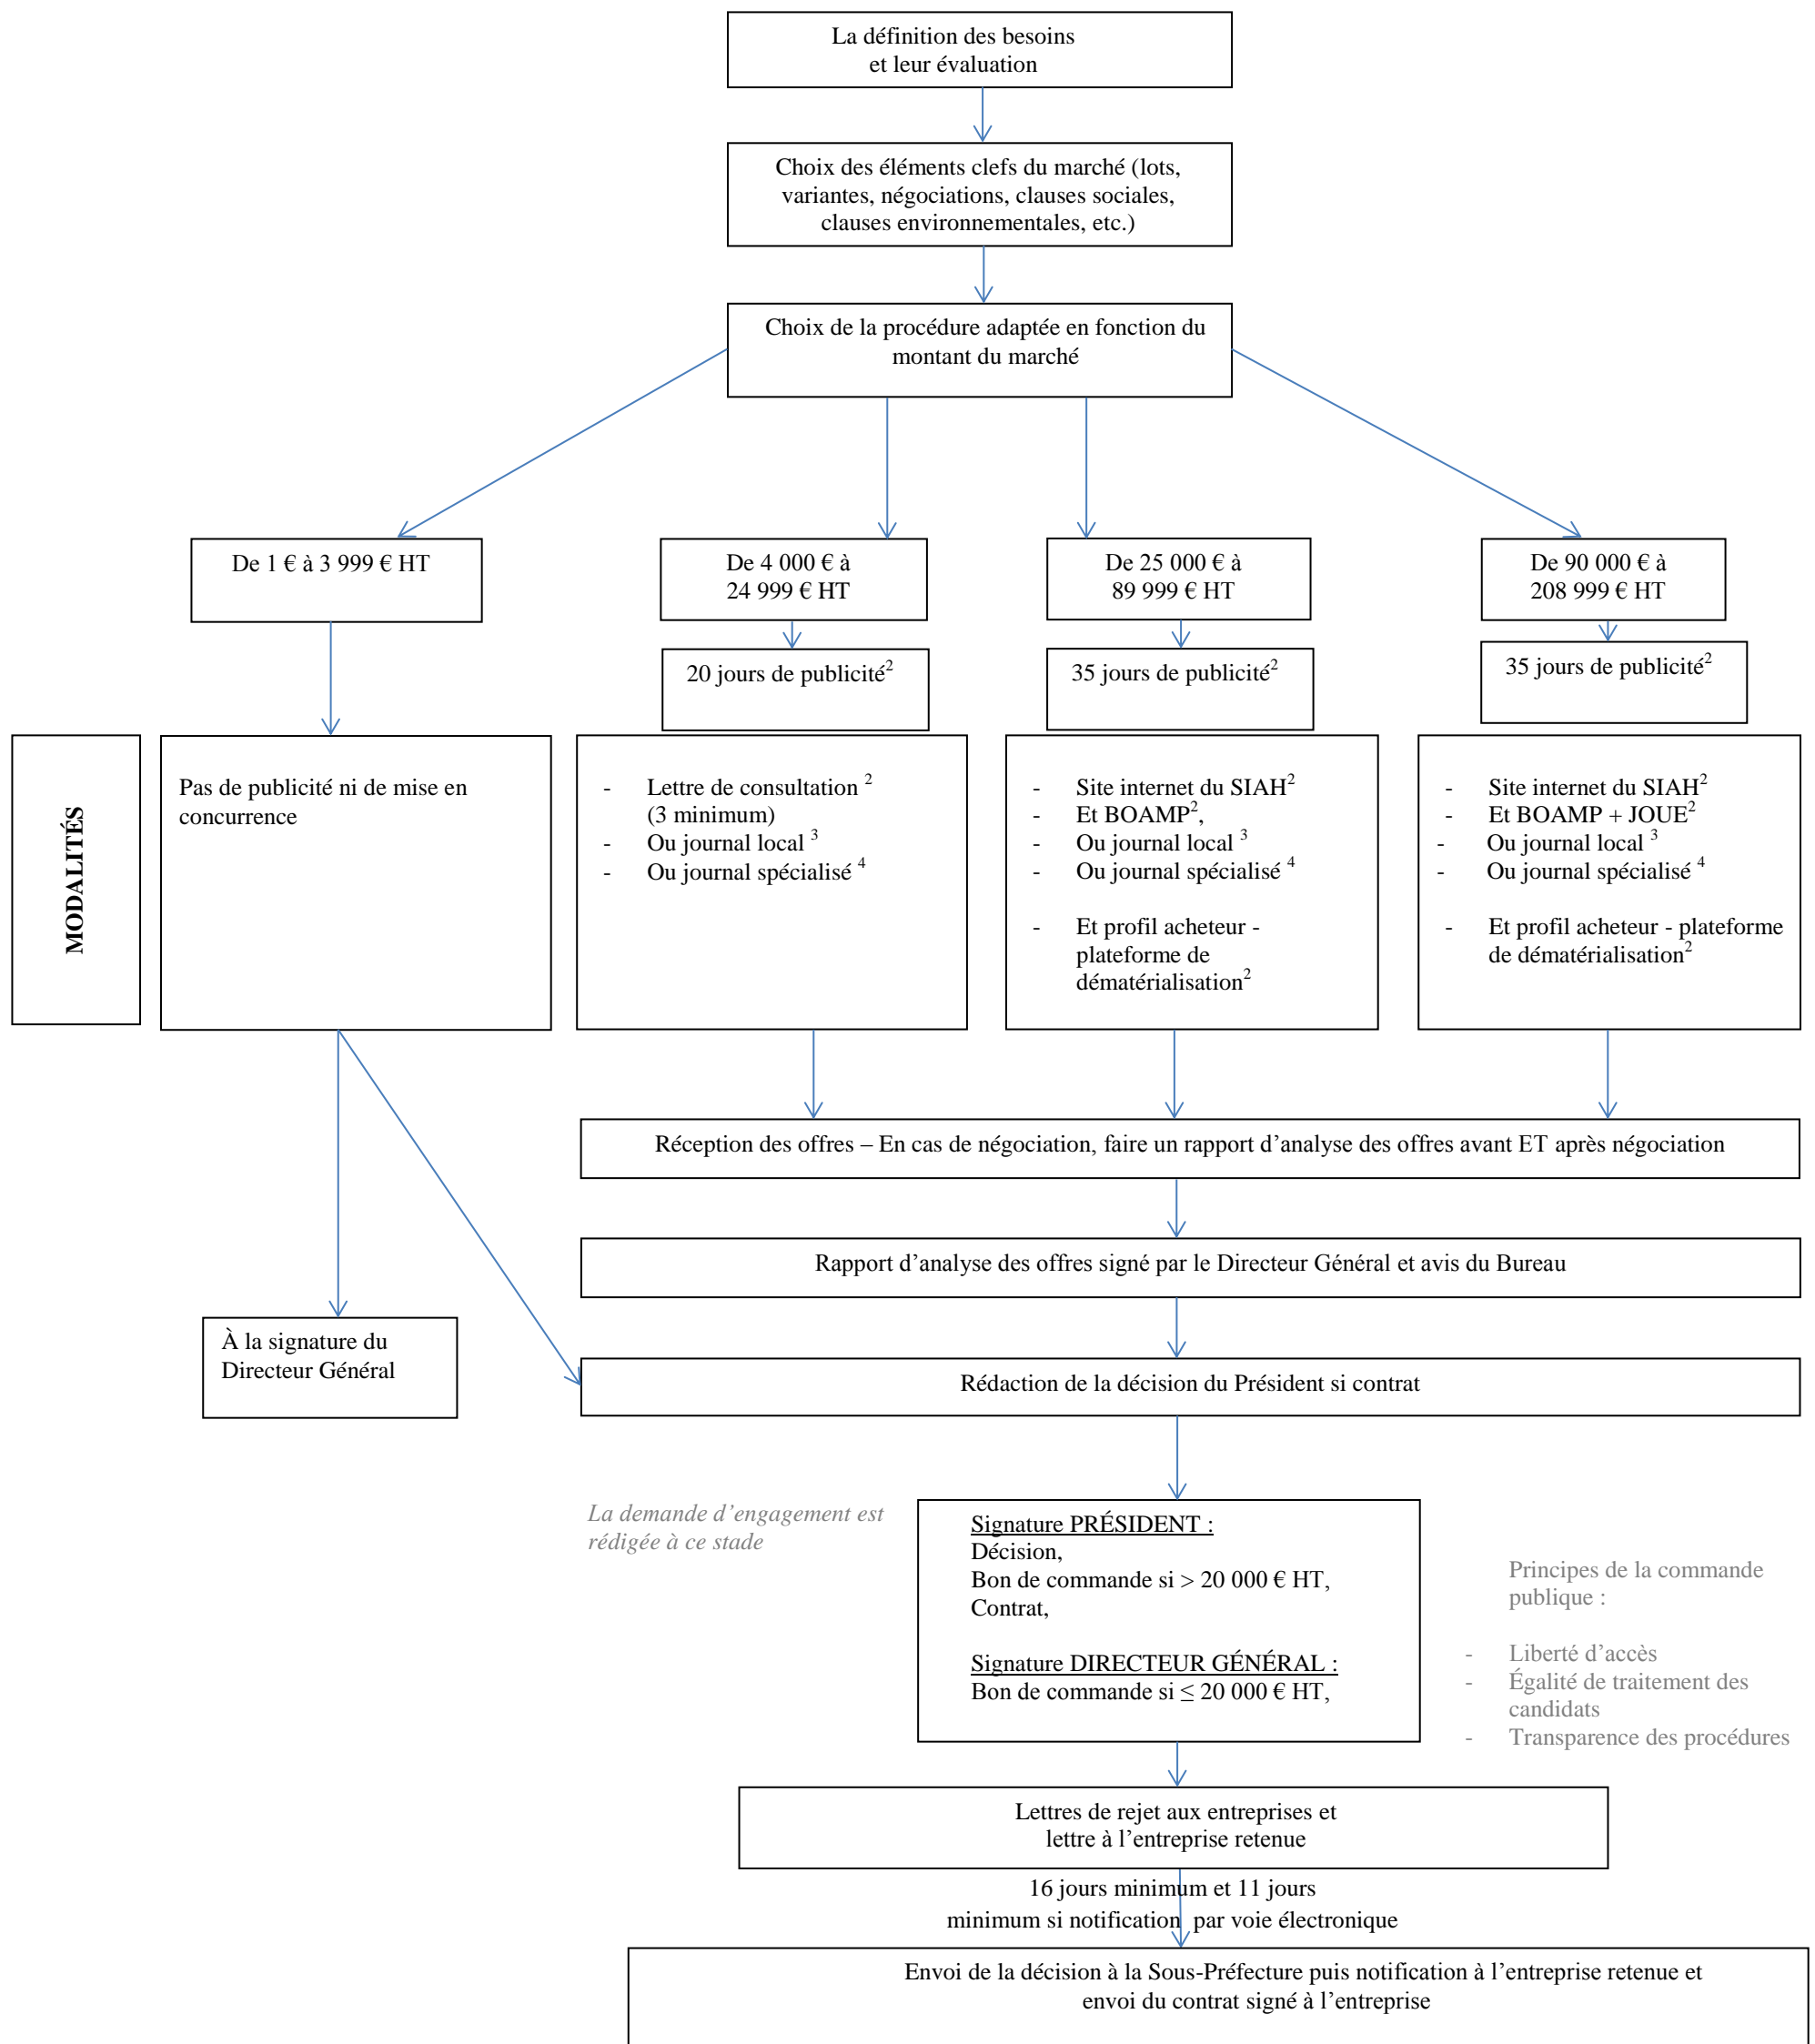 La définition des besoins
et leur évaluation
Choix des éléments clefs du marché (lots,
variantes, négociations, clauses sociales,
clauses environnementales, etc.)
Choix de la procédure adaptée en fonction du
montant du marché
De 1 € à 3 999 € HT
De 4 000 € à
24 999 € HT
De 25 000 € à
89 999 € HT
De 90 000 € à
208 999 € HT
20 jours de publicité²
35 jours de publicité²
35 jours de publicité²
MODALITÉS
Pas de publicité ni de mise en
concurrence
- Lettre de consultation ²
(3 minimum)
- Ou journal local ³
- Ou journal spécialisé ⁴
- Site internet du SIAH²
- Et BOAMP²,
- Ou journal local ³
- Ou journal spécialisé ⁴
- Et profil acheteur -
plateforme de
dématérialisation²
- Site internet du SIAH²
- Et BOAMP + JOUE²
- Ou journal local ³
- Ou journal spécialisé ⁴
- Et profil acheteur - plateforme
de dématérialisation²
Réception des offres – En cas de négociation, faire un rapport d’analyse des offres avant ET après négociation
Rapport d’analyse des offres signé par le Directeur Général et avis du Bureau
À la signature du
Directeur Général
Rédaction de la décision du Président si contrat
La demande d’engagement est
rédigée à ce stade
Signature PRÉSIDENT :
Décision,
Bon de commande si > 20 000 € HT,
Contrat,
Signature DIRECTEUR GÉNÉRAL :
Bon de commande si ≤ 20 000 € HT,
Principes de la commande
publique :
- Liberté d’accès
- Égalité de traitement des
candidats
- Transparence des procédures
Lettres de rejet aux entreprises et
lettre à l’entreprise retenue
16 jours minimum et 11 jours
minimum si notification par voie électronique
Envoi de la décision à la Sous-Préfecture puis notification à l’entreprise retenue et
envoi du contrat signé à l’entreprise